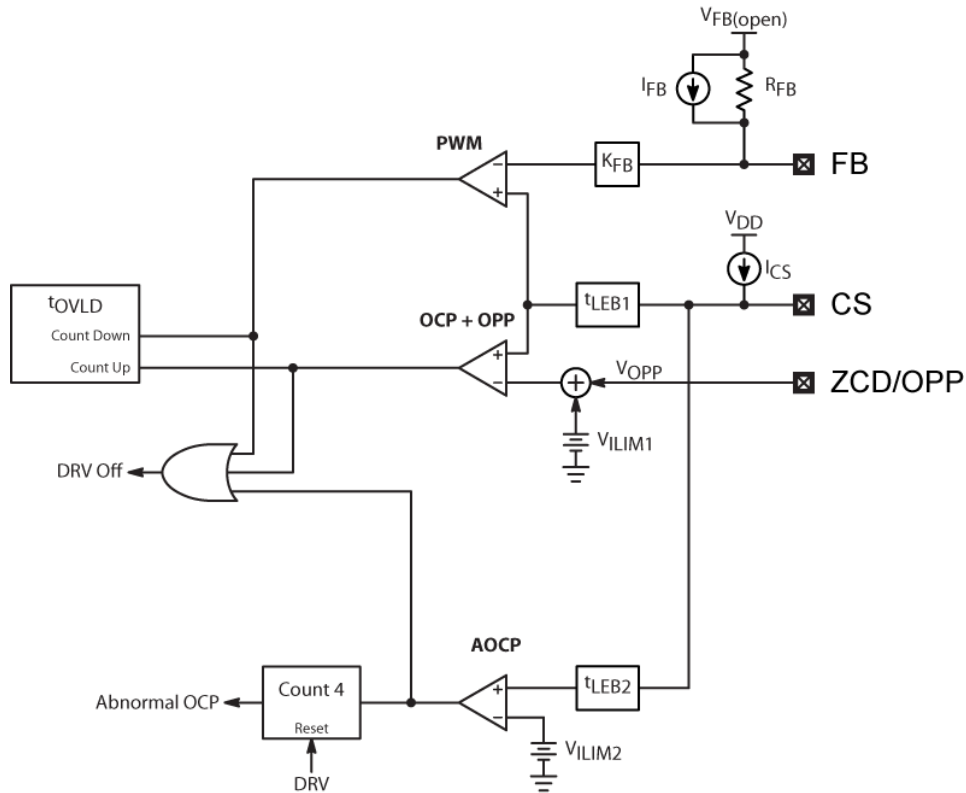 VFB(open)
IFB
RFB
PWM
KFB
FB
VDD
ICS
tOVLD
Count Down
Count Up
OCP + OPP
tLEB1
CS
VOPP
ZCD/OPP
VILIM1
DRV Off
AOCP
tLEB2
Abnormal OCP
Count 4
Reset
VILIM2
DRV